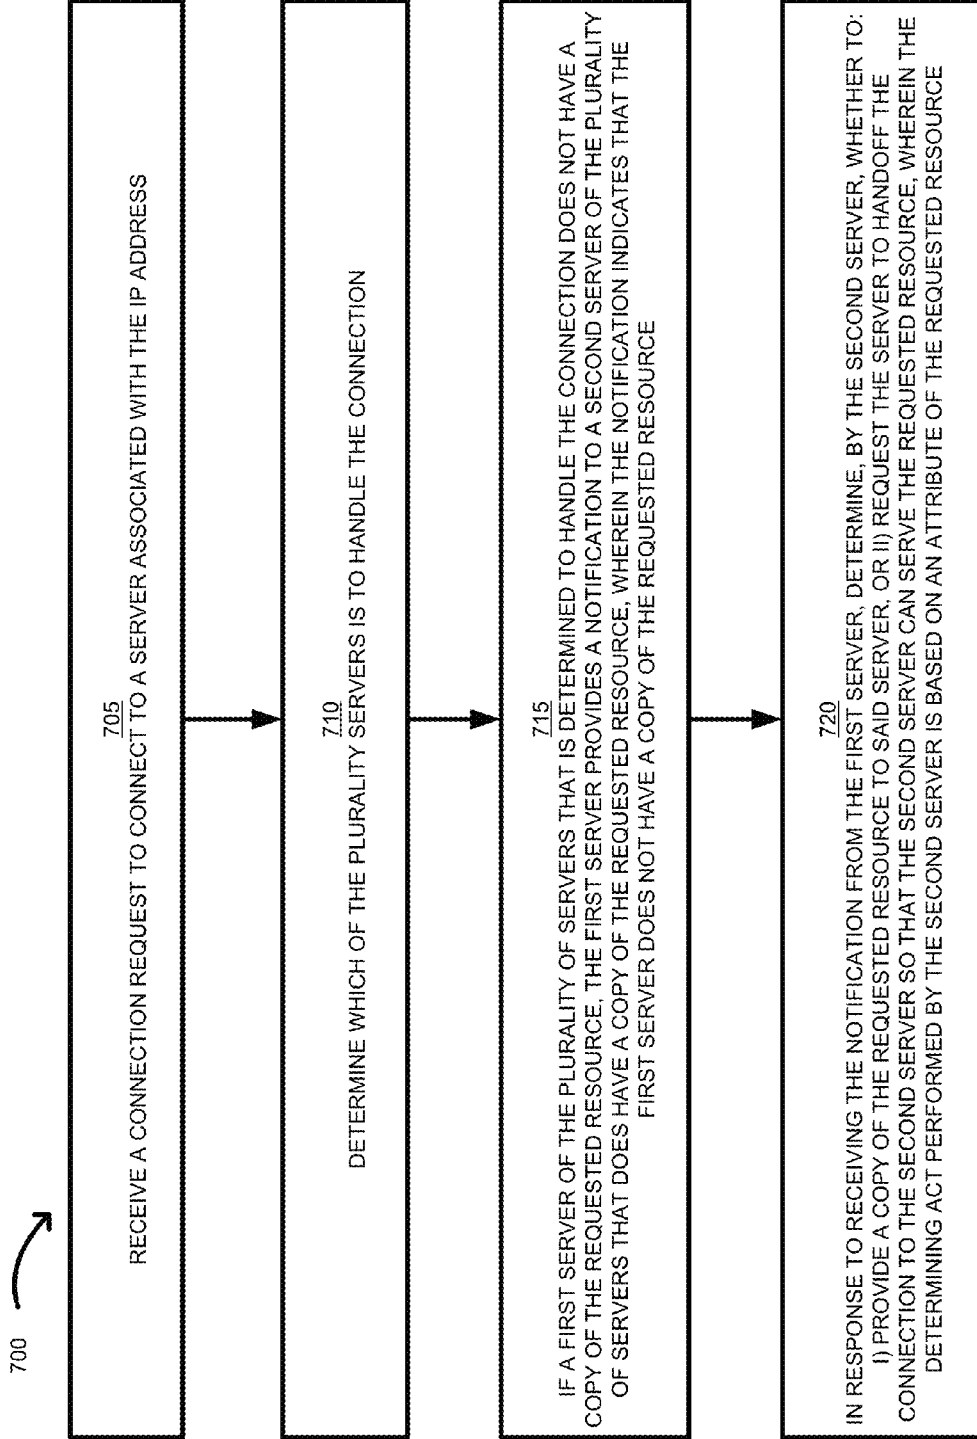 700
705
RECEIVE A CONNECTION REQUEST TO CONNECT TO A SERVER ASSOCIATED WITH THE IP ADDRESS
710
DETERMINE WHICH OF THE PLURALITY SERVERS IS TO HANDLE THE CONNECTION
715
IF A FIRST SERVER OF THE PLURALITY OF SERVERS THAT IS DETERMINED TO HANDLE THE CONNECTION DOES NOT HAVE A
COPY OF THE REQUESTED RESOURCE, THE FIRST SERVER PROVIDES A NOTIFICATION TO A SECOND SERVER OF THE PLURALITY
OF SERVERS THAT DOES HAVE A COPY OF THE REQUESTED RESOURCE, WHEREIN THE NOTIFICATION INDICATES THAT THE
FIRST SERVER DOES NOT HAVE A COPY OF THE REQUESTED RESOURCE
720
IN RESPONSE TO RECEIVING THE NOTIFICATION FROM THE FIRST SERVER, DETERMINE, BY THE SECOND SERVER, WHETHER TO:
I) PROVIDE A COPY OF THE REQUESTED RESOURCE TO SAID SERVER, OR II) REQUEST THE SERVER TO HANDOFF THE
CONNECTION TO THE SECOND SERVER SO THAT THE SECOND SERVER CAN SERVE THE REQUESTED RESOURCE, WHEREIN THE
DETERMINING ACT PERFORMED BY THE SECOND SERVER IS BASED ON AN ATTRIBUTE OF THE REQUESTED RESOURCE